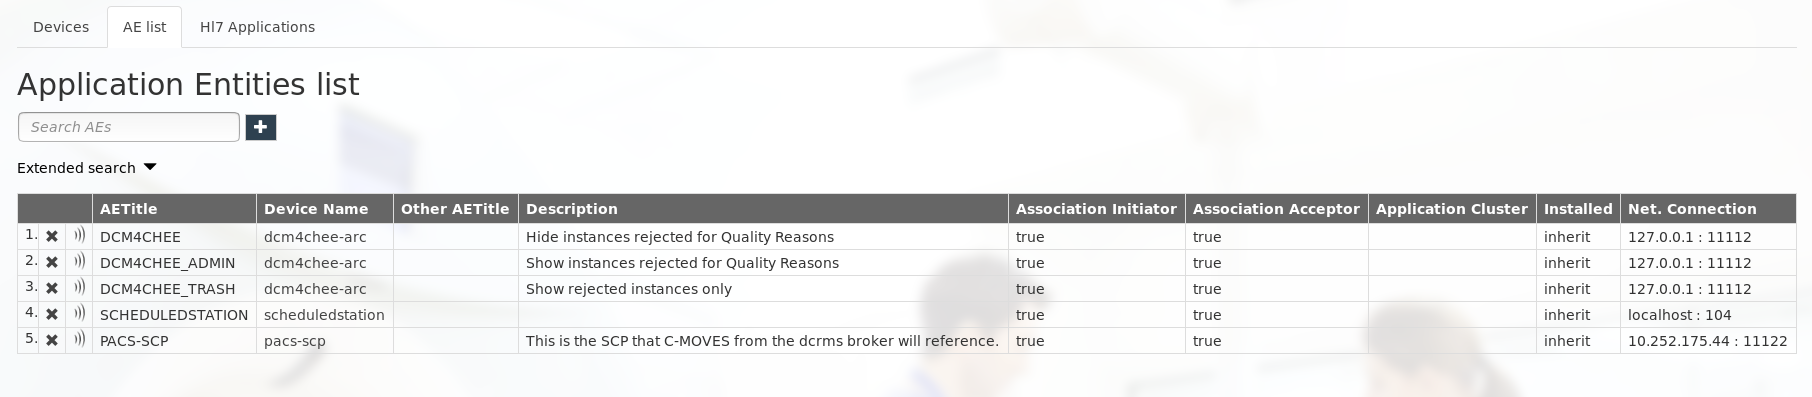 Devices AE list Hl7 Applications
Application Entities list
Search AEs
Extended search
AETitle Device Name Other AETitle Description Association Initiator Association Acceptor Application Cluster Installed Net. Connection
1. DCM4CHEE dcm4chee-arc Hide instances rejected for Quality Reasons true true inherit 127.0.0.1 : 11112
2. DCM4CHEE_ADMIN dcm4chee-arc Show instances rejected for Quality Reasons true true inherit 127.0.0.1 : 11112
3. DCM4CHEE_TRASH dcm4chee-arc Show rejected instances only true true inherit 127.0.0.1 : 11112
4. SCHEDULEDSTATION scheduledstation true true inherit localhost : 104
5. PACS-SCP pacs-scp This is the SCP that C-MOVES from the dcrms broker will reference. true true inherit 10.252.175.44 : 11122